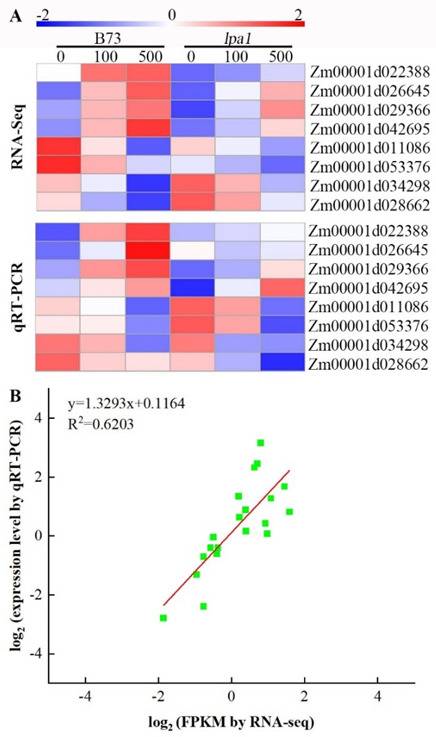 A
-2 0 2
B73 lpa1
0 100 500 0 100 500
RNA-Seq
Zm00001d022388
Zm00001d026645
Zm00001d029366
Zm00001d042695
Zm00001d011086
Zm00001d053376
Zm00001d034298
Zm00001d028662
qRT-PCR
Zm00001d022388
Zm00001d026645
Zm00001d029366
Zm00001d042695
Zm00001d011086
Zm00001d053376
Zm00001d034298
Zm00001d028662
B
y=1.3293x+0.1164
R²=0.6203
log₂ (expression level by qRT-PCR)
4
2
0
-2
-4
-4 -2 0 2 4
log₂ (FPKM by RNA-seq)